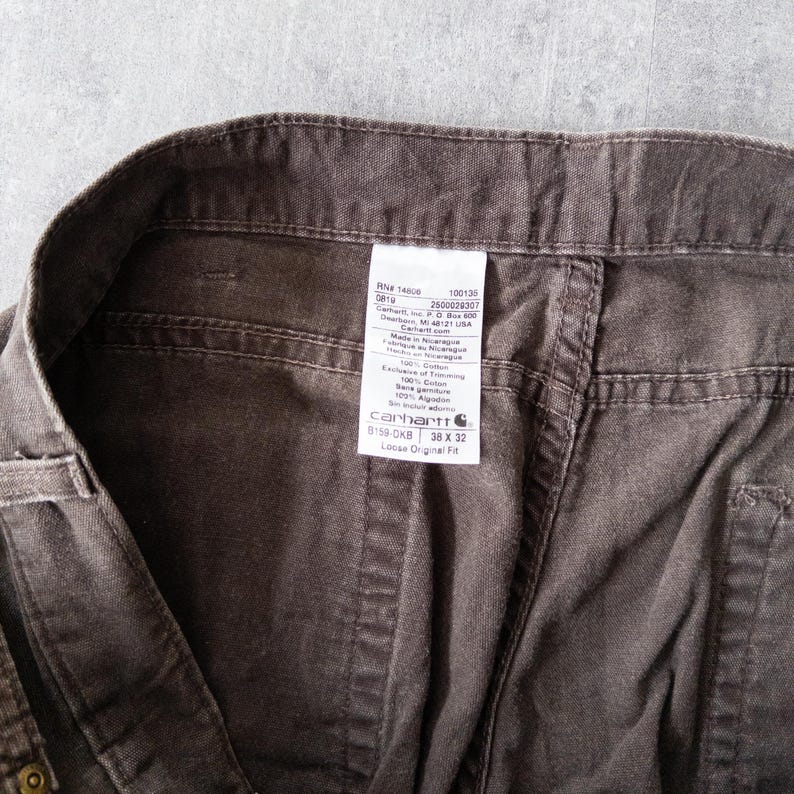 RN# 14806 100135
0819 2500029307
Carhartt, Inc. P.O. Box 600
Dearborn, MI 48121 USA
Carhartt.com
Made in Nicaragua
Fabriqué au Nicaragua
Hecho en Nicaragua
100% Cotton
Exclusive of Trimming
100% Coton
Sans garniture
100% Algodon
Sin incluir adorno
carhartt®
B159-DKB 38 X 32
Loose Original Fit